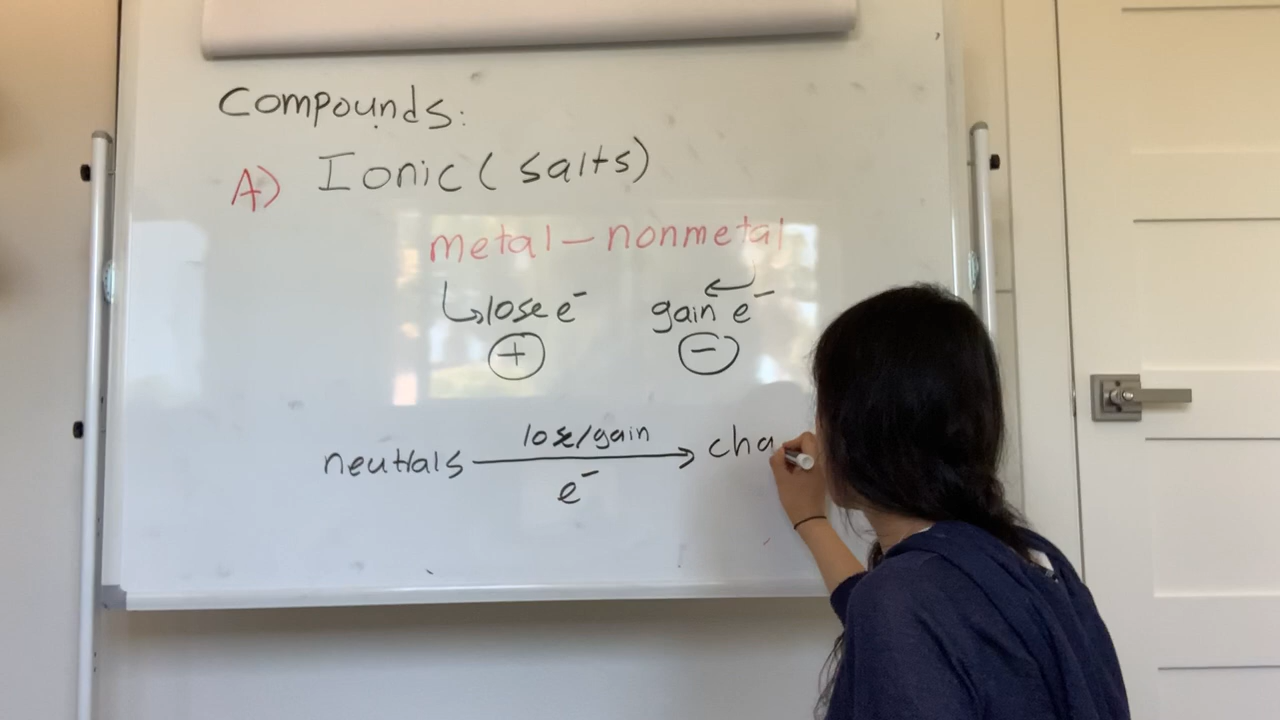 Compounds:
A) Ionic (salts)
metal – nonmetal
↳ lose e⁻ gain e⁻
+ −
lose/gain
neutrals → cha
e⁻